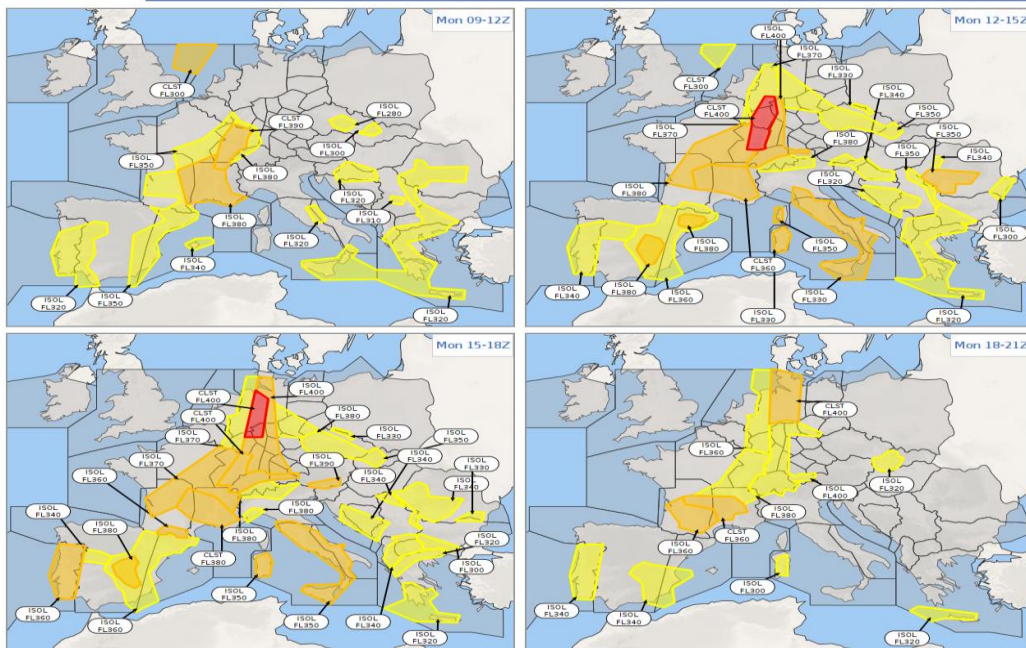 Mon 09-12Z
CLST
FL300
ISOL
FL280
CLST
FL390
ISOL
FL350
ISOL
FL300
ISOL
FL380
ISOL
FL320
ISOL
FL310
ISOL
FL380
ISOL
FL320
ISOL
FL340
ISOL
FL320
ISOL
FL350
ISOL
FL320
Mon 12-15Z
ISOL
FL400
ISOL
FL370
ISOL
FL330
CLST
FL300
ISOL
FL340
CLST
FL400
ISOL
FL350
ISOL
FL370
ISOL
FL350
ISOL
FL380
ISOL
FL350
ISOL
FL340
ISOL
FL320
ISOL
FL380
ISOL
FL300
ISOL
FL380
ISOL
FL350
CLST
FL360
ISOL
FL340
ISOL
FL380
ISOL
FL360
ISOL
FL330
ISOL
FL330
ISOL
FL320
Mon 15-18Z
CLST
FL400
ISOL
FL400
CLST
FL400
ISOL
FL380
ISOL
FL370
ISOL
FL330
ISOL
FL350
ISOL
FL370
ISOL
FL390
ISOL
FL340
ISOL
FL330
ISOL
FL360
ISOL
FL340
ISOL
FL340
ISOL
FL340
ISOL
FL380
ISOL
FL380
ISOL
FL380
ISOL
FL320
CLST
FL380
ISOL
FL300
ISOL
FL350
ISOL
FL360
ISOL
FL360
ISOL
FL350
ISOL
FL340
ISOL
FL320
Mon 18-21Z
CLST
FL400
ISOL
FL360
ISOL
FL320
ISOL
FL400
ISOL
FL380
CLST
FL360
ISOL
FL360
ISOL
FL300
ISOL
FL340
ISOL
FL340
ISOL
FL320